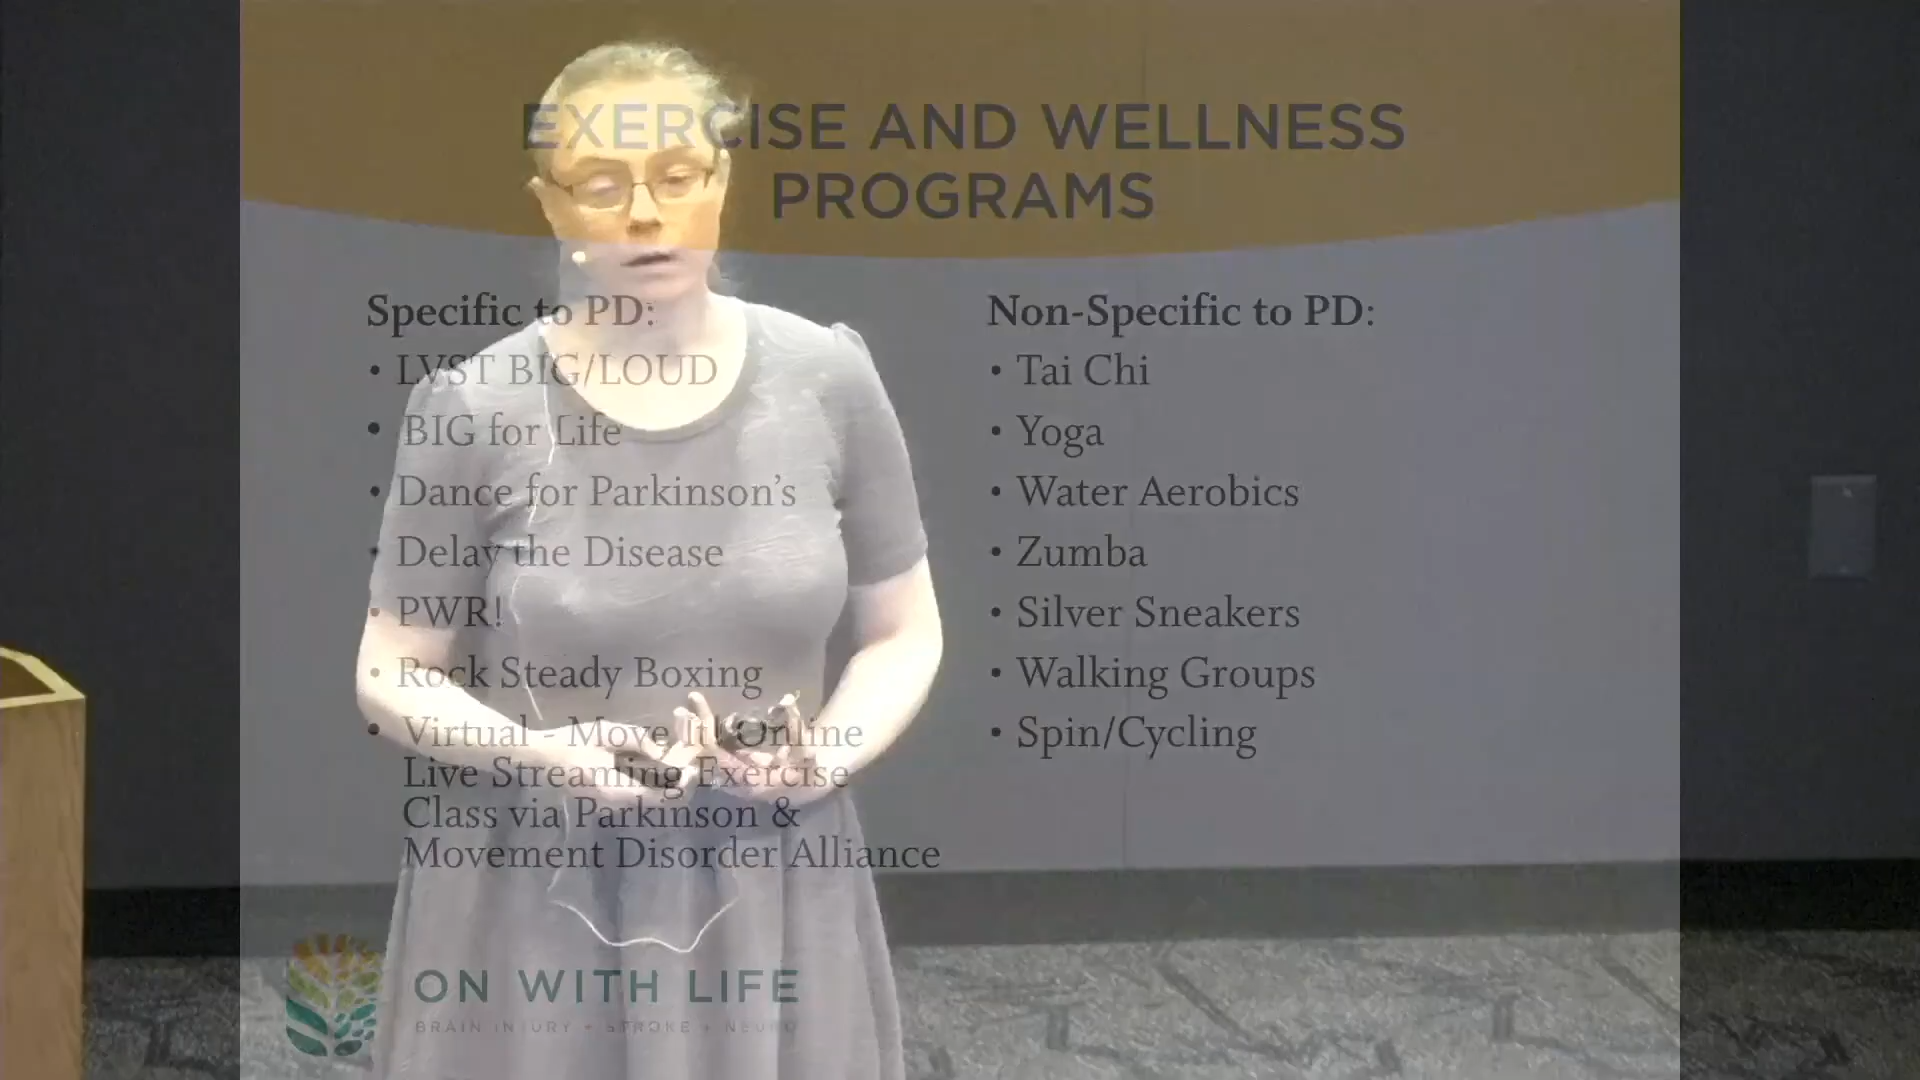 EXERCISE AND WELLNESS
PROGRAMS
Specific to PD:
• LVST BIG/LOUD
• BIG for Life
• Dance for Parkinson's
• Delay the Disease
• PWR!
• Rock Steady Boxing
• Virtual - Move It! Online
Live Streaming Exercise
Class via Parkinson &
Movement Disorder Alliance
Non-Specific to PD:
• Tai Chi
• Yoga
• Water Aerobics
• Zumba
• Silver Sneakers
• Walking Groups
• Spin/Cycling
ON WITH LIFE
BRAIN INJURY + STROKE + NEURO